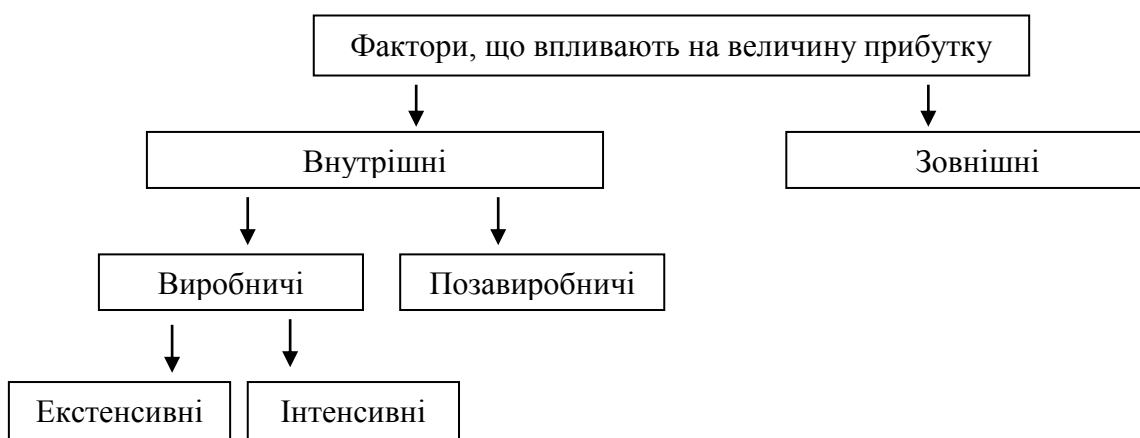 Фактори, що впливають на величину прибутку
Внутрішні
Зовнішні
Виробничі
Позавиробничі
Екстенсивні
Інтенсивні